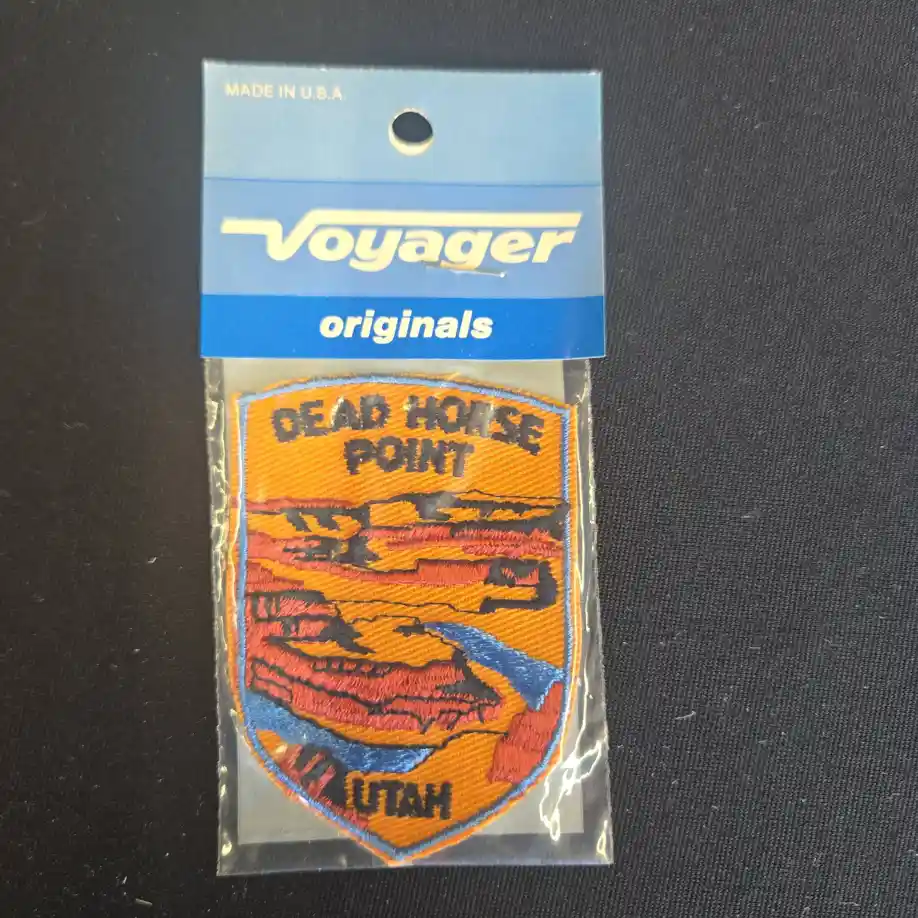 MADE IN U.S.A.
Voyager
originals
DEAD HORSE
POINT
UTAH